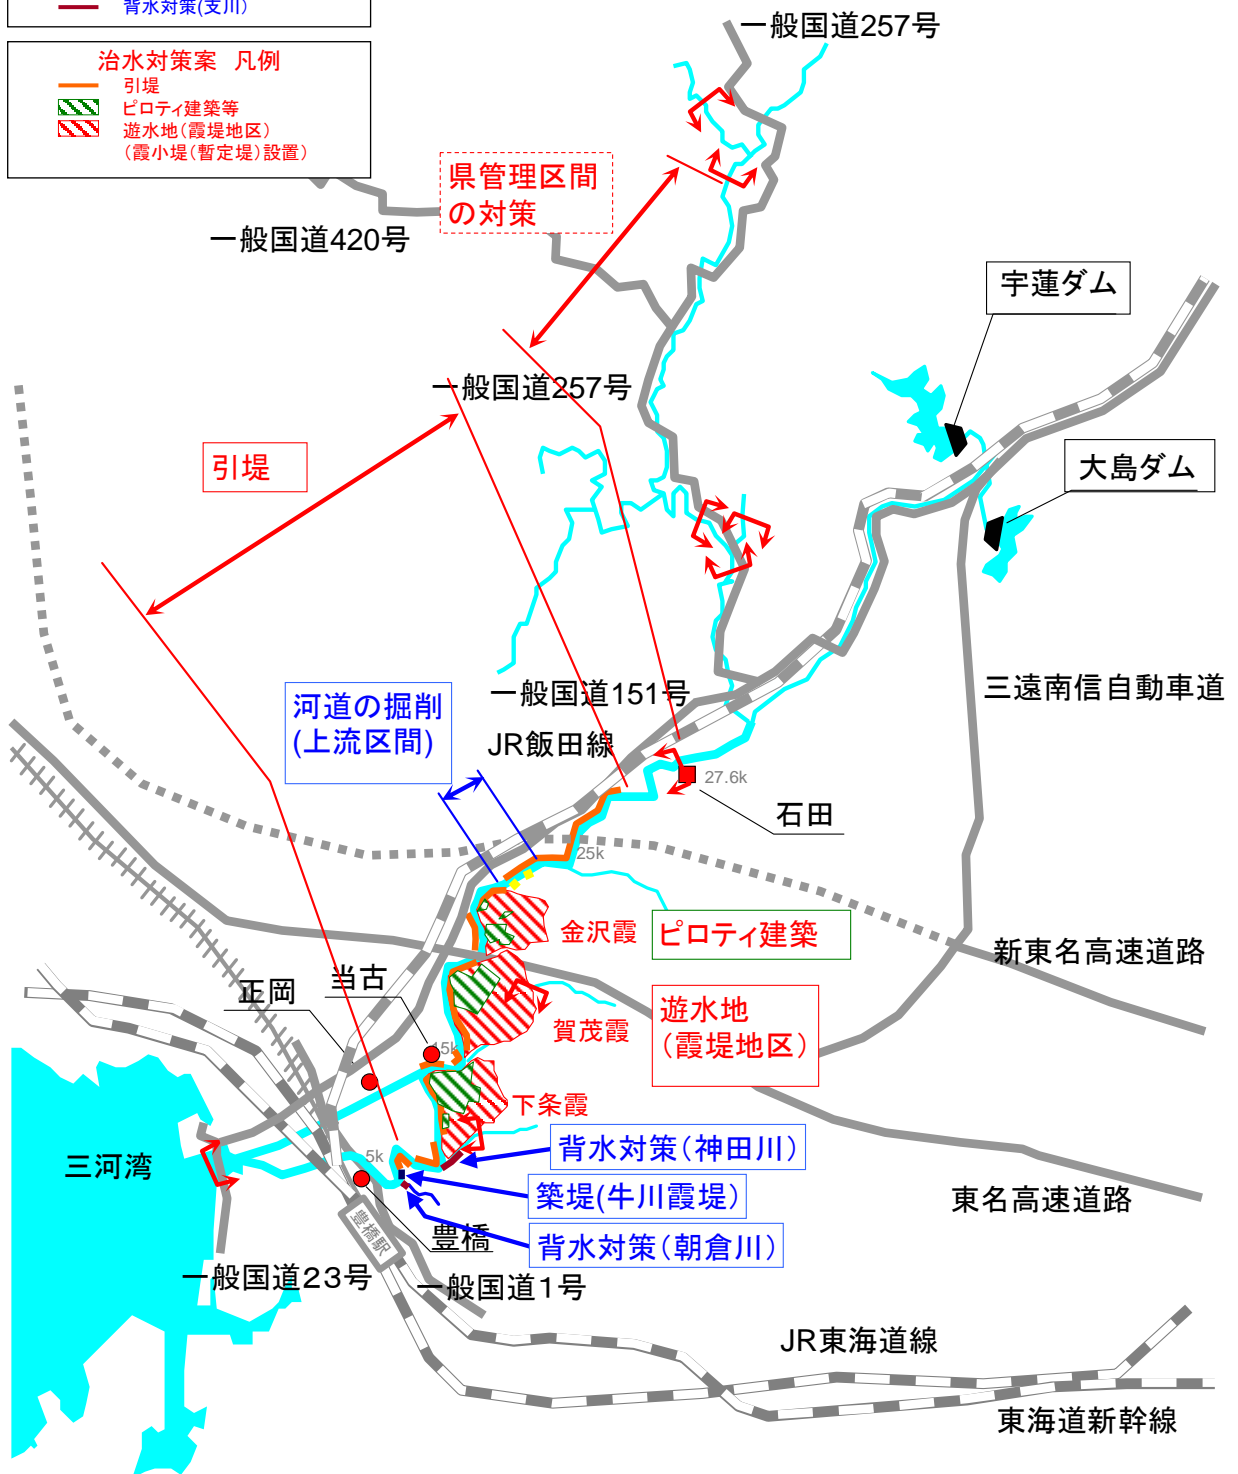 背水対策(支川)
治水対策案 凡例
引堤
ピロティ建築等
遊水地(霞堤地区)
(霞小堤(暫定堤)設置)
一般国道257号
県管理区間
の対策
一般国道420号
宇蓮ダム
一般国道257号
大島ダム
引堤
三遠南信自動車道
一般国道151号
河道の掘削
(上流区間)
JR飯田線
27.6k
石田
25k
金沢霞
ピロティ建築
新東名高速道路
当古
正岡
遊水地
(霞堤地区)
賀茂霞
15k
下条霞
背水対策(神田川)
5k
三河湾
築堤(牛川霞堤)
東名高速道路
豊橋
豊橋駅
背水対策(朝倉川)
一般国道23号
一般国道1号
JR東海道線
東海道新幹線